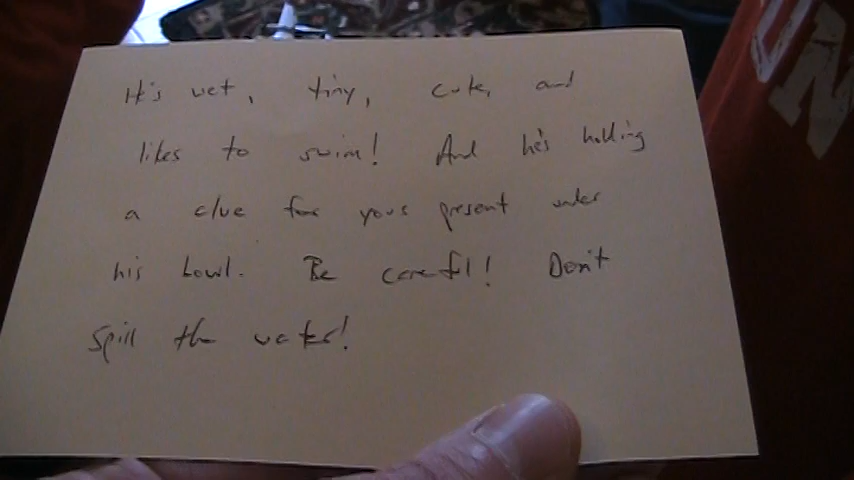 He's wet, tiny, cute, and
likes to swim! And he's holding
a clue for your present under
his bowl. Be careful! Don't
spill the water!